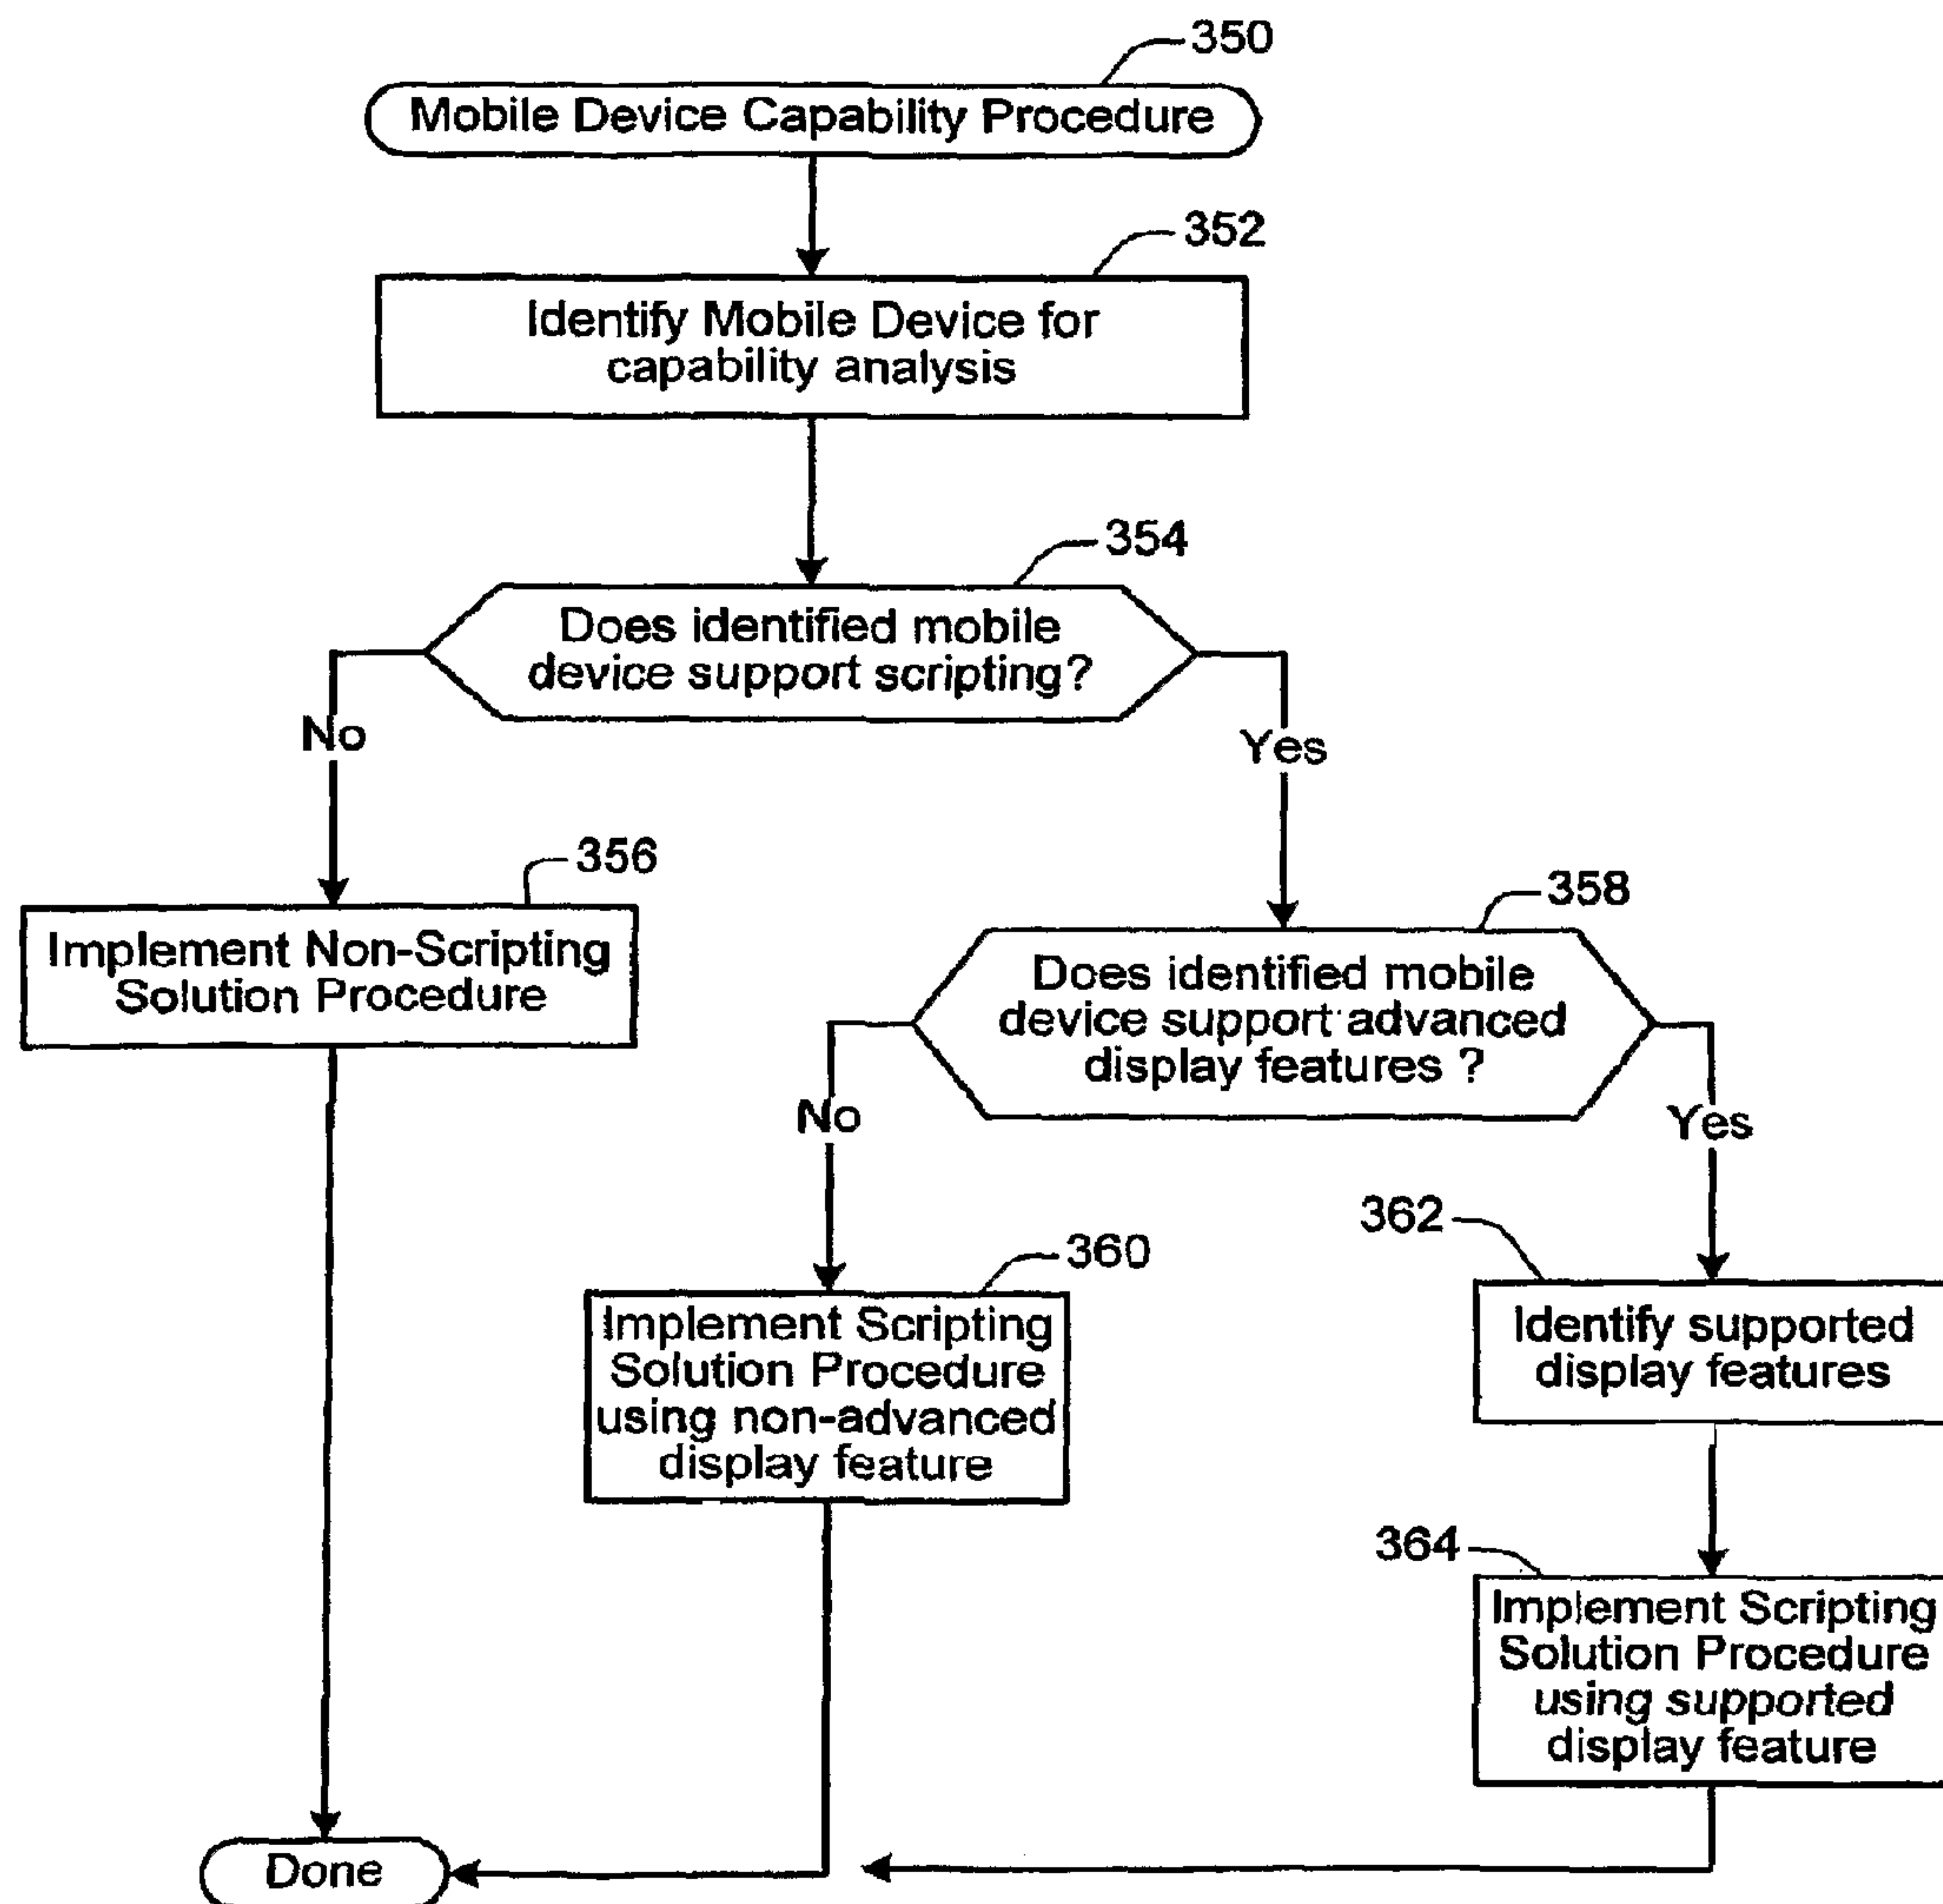 350
Mobile Device Capability Procedure
352
Identify Mobile Device for
capability analysis
354
Does identified mobile
device support scripting?
No
Yes
356
Implement Non-Scripting
Solution Procedure
358
Does identified mobile
device support advanced
display features ?
No
Yes
360
Implement Scripting
Solution Procedure
using non-advanced
display feature
362
Identify supported
display features
364
Implement Scripting
Solution Procedure
using supported
display feature
Done